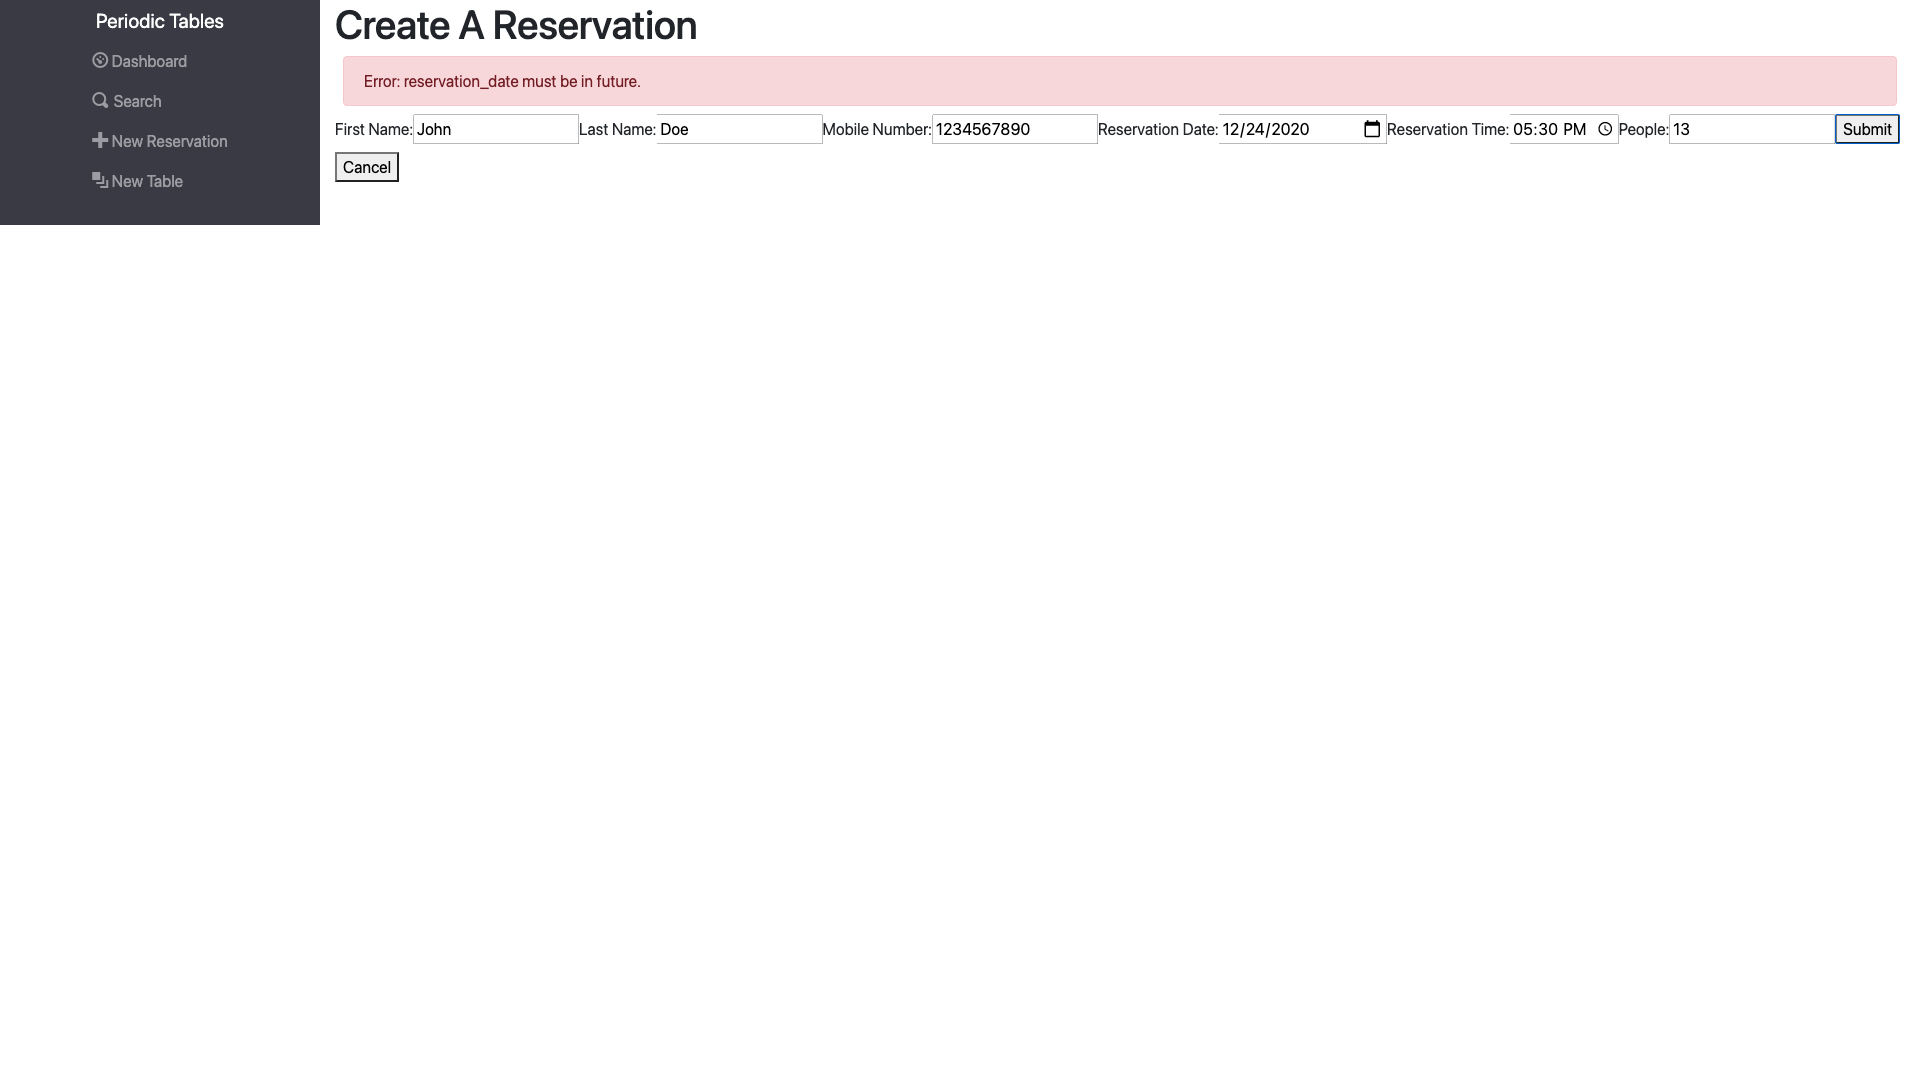 Periodic Tables
Dashboard
Search
New Reservation
New Table
Create A Reservation
Error: reservation_date must be in future.
First Name: John Last Name: Doe Mobile Number: 1234567890 Reservation Date: 12/24/2020 Reservation Time: 05:30 PM People: 13 Submit
Cancel